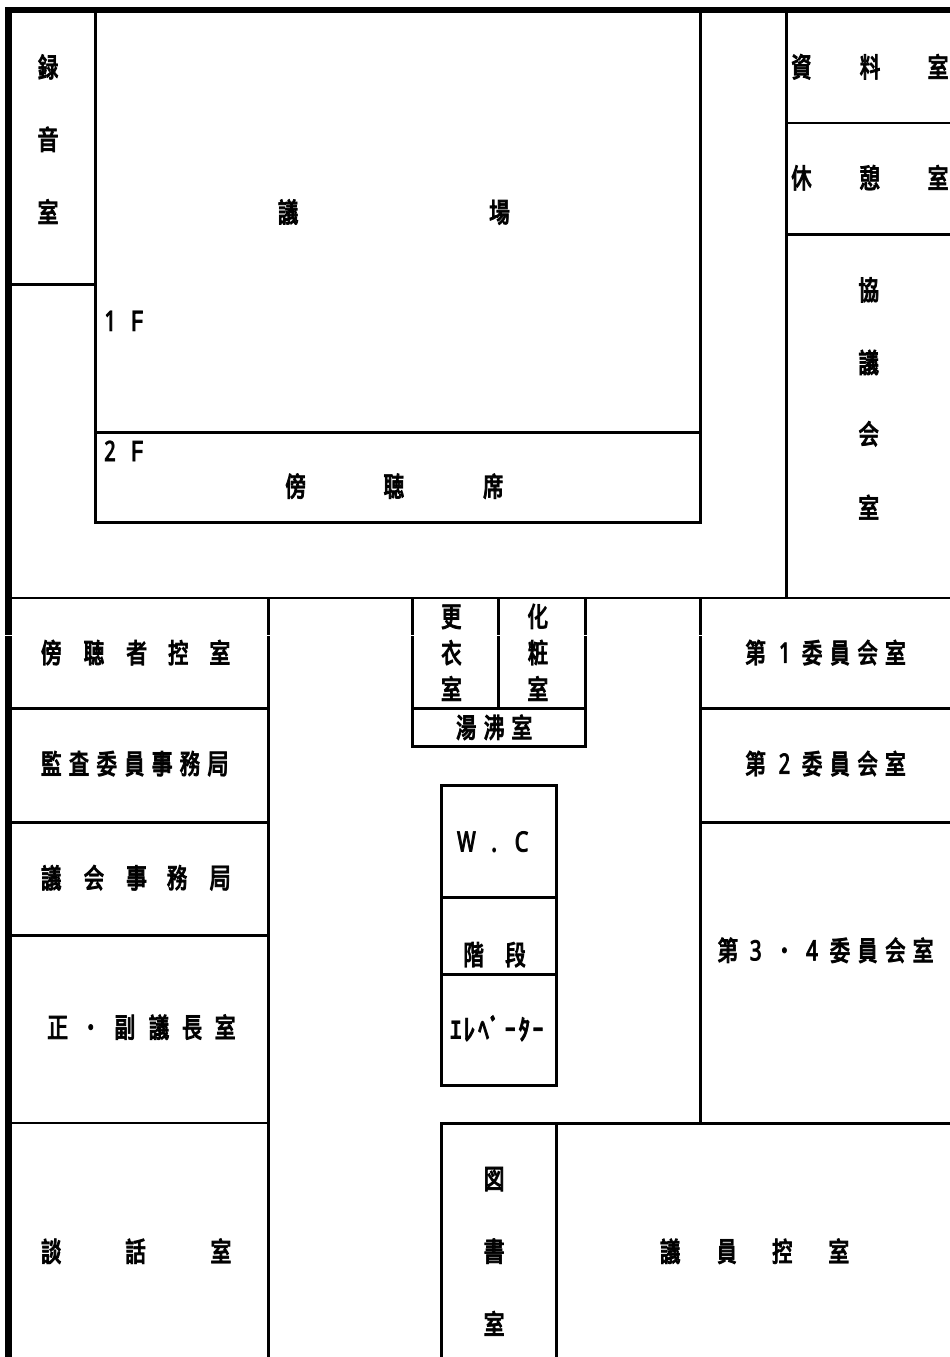 録音室
議場
1F
2F
傍聴席
資料室
休憩室
協議会室
傍聴者控室
更衣室
化粧室
湯沸室
第1委員会室
監査委員事務局
第2委員会室
W.C
議会事務局
階段
第3・4委員会室
正・副議長室
ｴﾚﾍﾞｰﾀｰ
談話室
図書室
議員控室